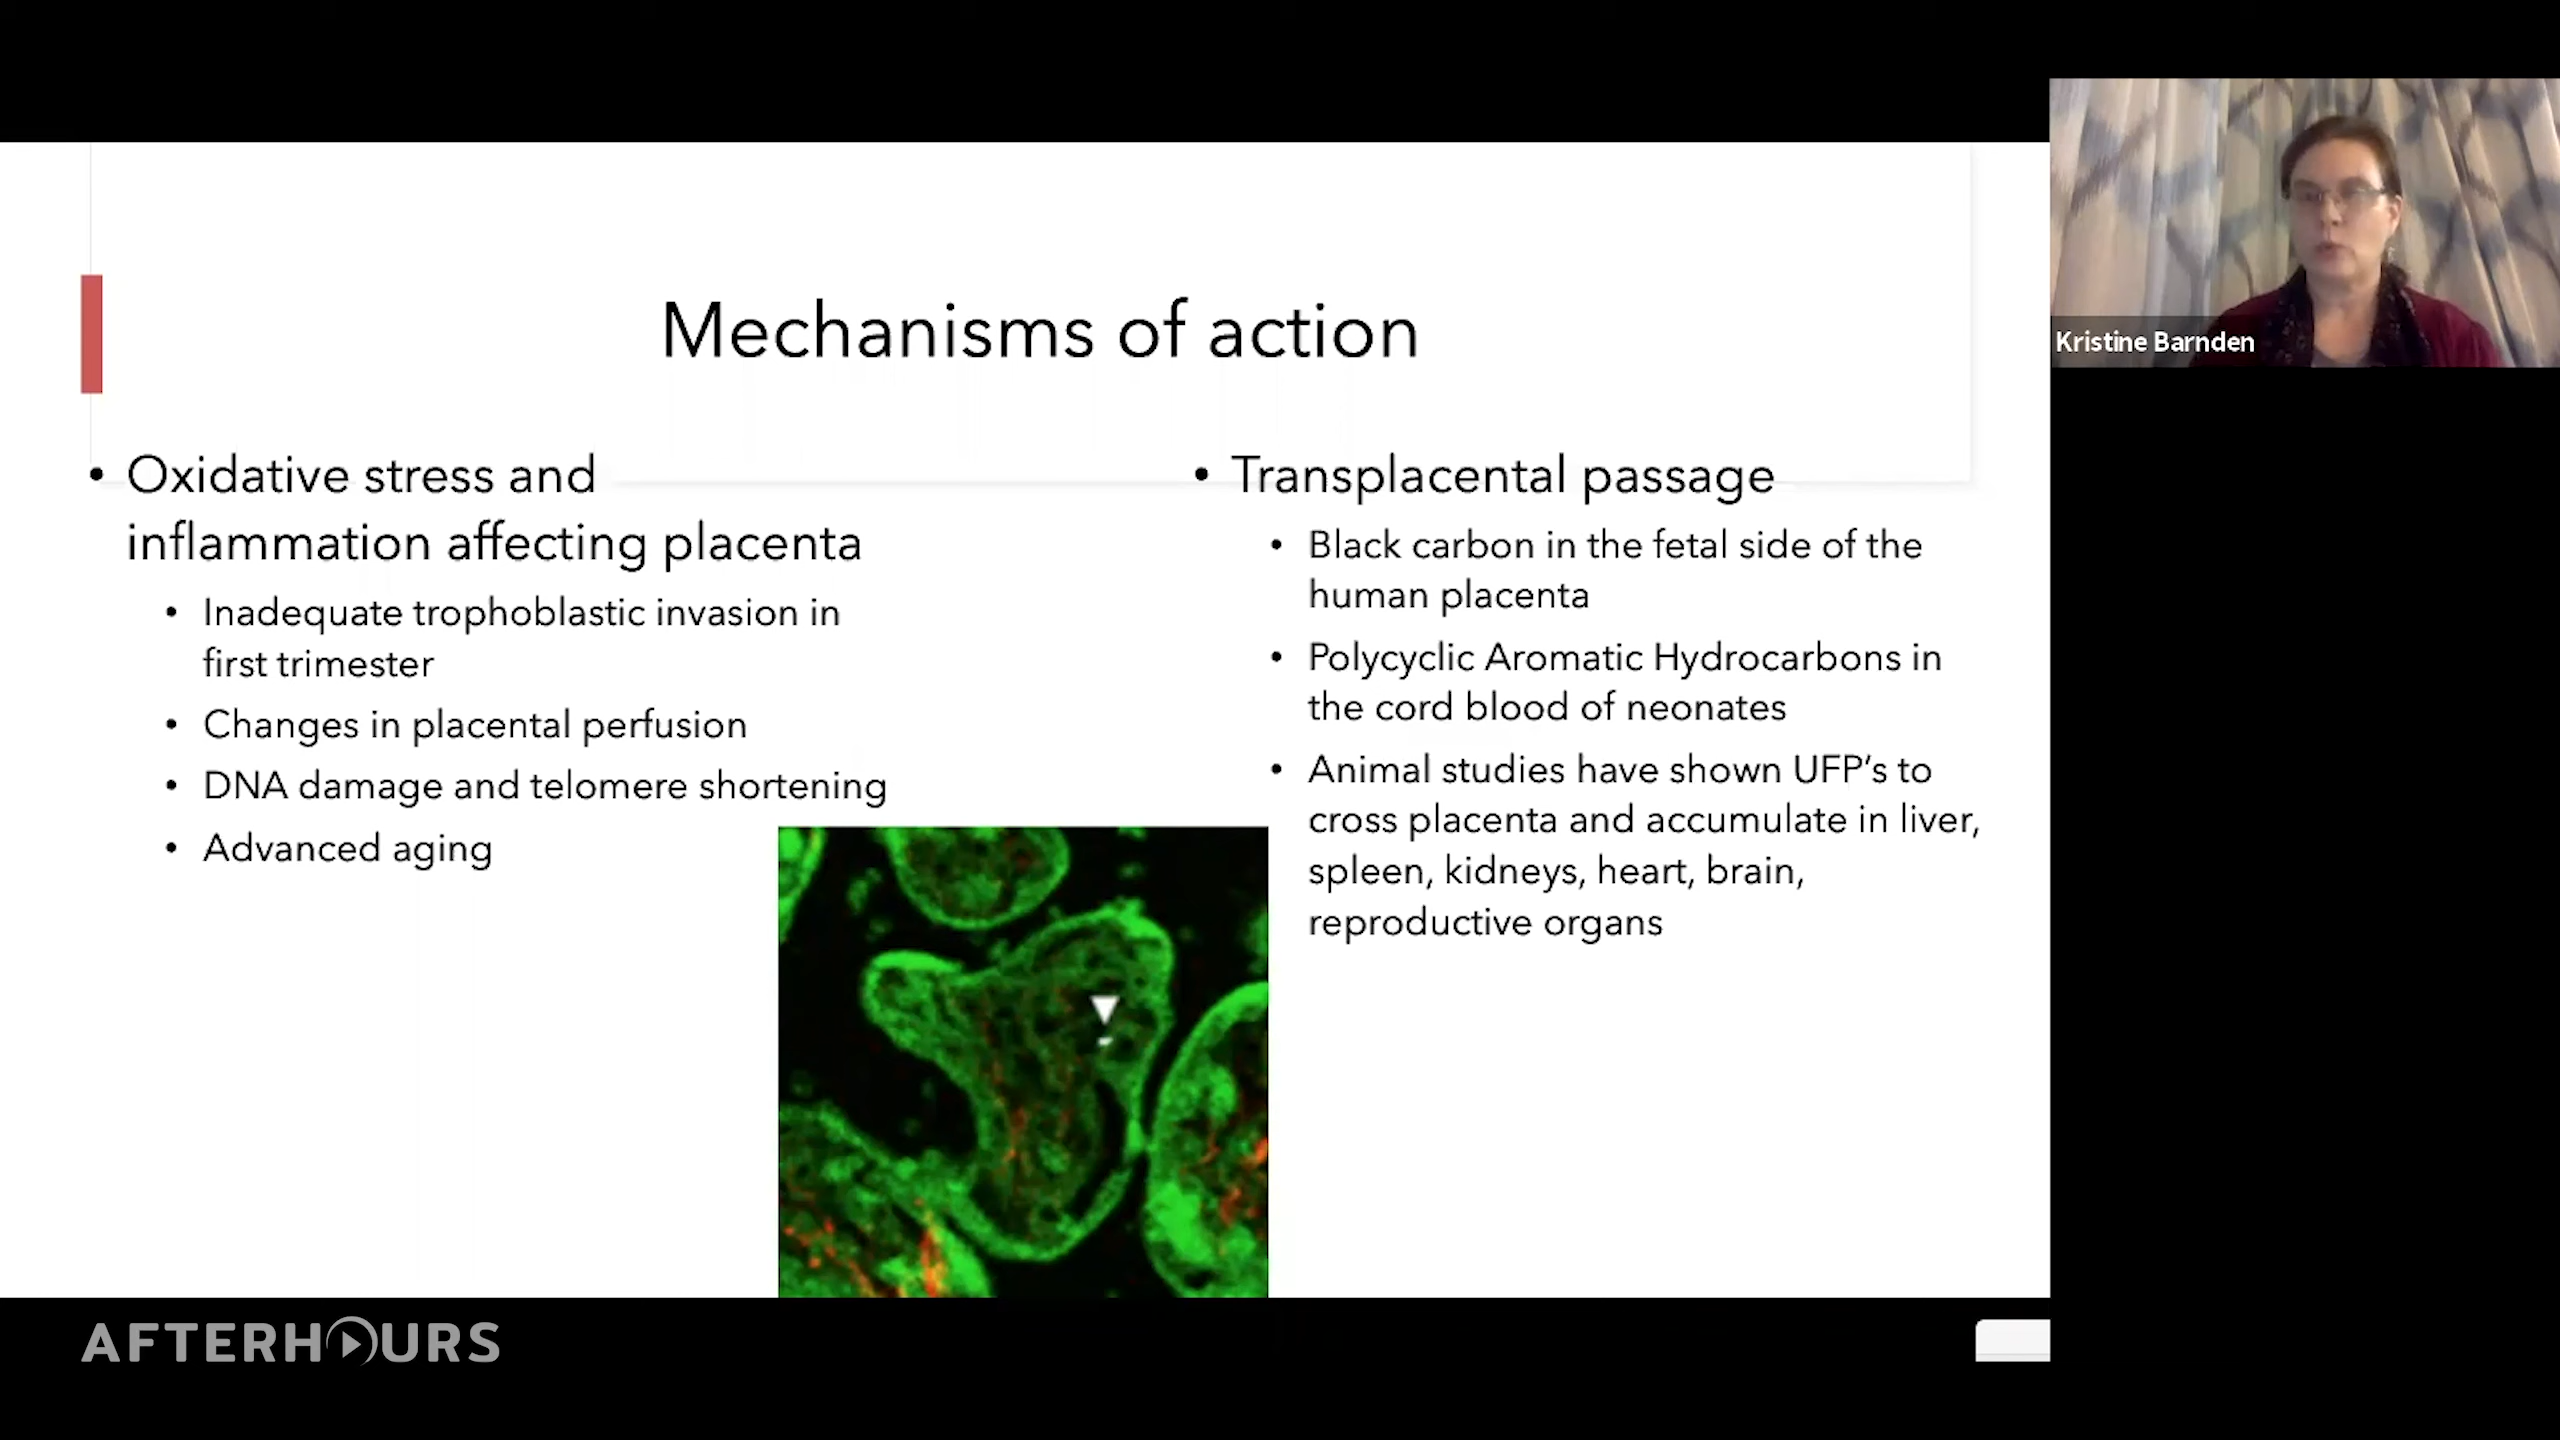 Mechanisms of action
• Oxidative stress and
inflammation affecting placenta
• Inadequate trophoblastic invasion in
first trimester
• Changes in placental perfusion
• DNA damage and telomere shortening
• Advanced aging
• Transplacental passage
• Black carbon in the fetal side of the
human placenta
• Polycyclic Aromatic Hydrocarbons in
the cord blood of neonates
• Animal studies have shown UFP’s to
cross placenta and accumulate in liver,
spleen, kidneys, heart, brain,
reproductive organs
Kristine Barnden
AFTERHOURS